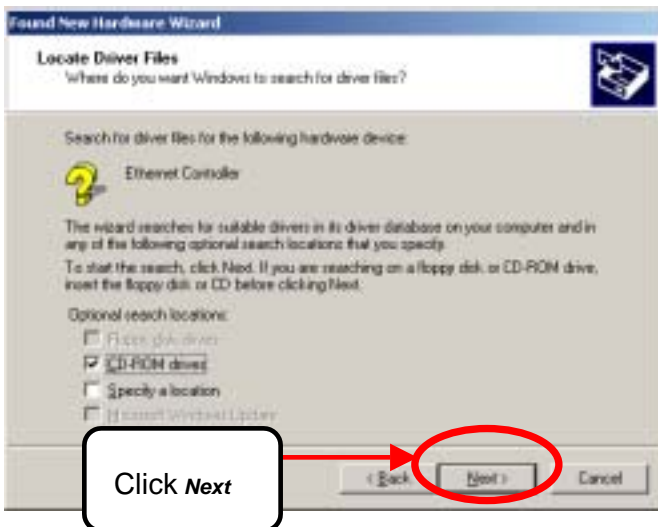 Found New Hardware Wizard
Locate Driver Files
Where do you want Windows to search for driver files?
Search for driver files for the following hardware device:
Ethernet Controller
The wizard searches for suitable drivers in its driver database on your computer and in
any of the following optional search locations that you specify.
To start the search, click Next. If you are searching on a floppy disk or CD-ROM drive,
insert the floppy disk or CD before clicking Next.
Optional search locations:
Floppy disk drives
CD-ROM drives
Specify a location
Microsoft Windows Update
Click Next
< Back
Next >
Cancel